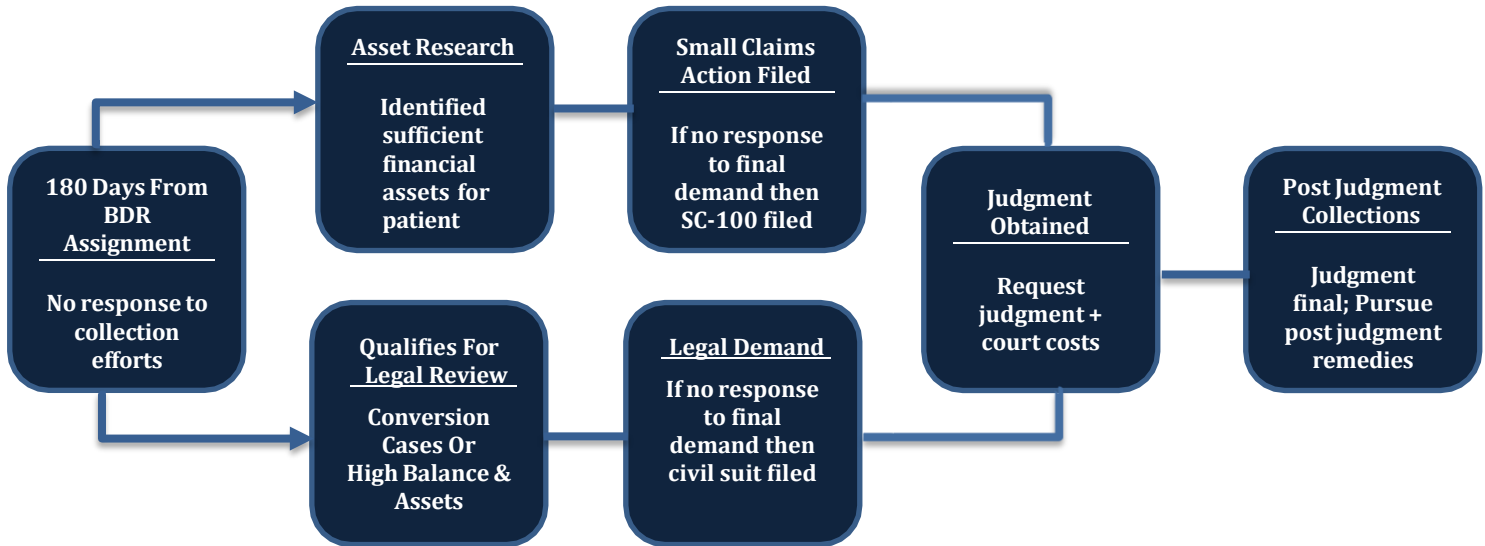 180 Days From
BDR
Assignment
No response to
collection
efforts
Asset Research
Identified
sufficient
financial
assets for
patient
Small Claims
Action Filed
If no response
to final
demand then
SC-100 filed
Qualifies For
Legal Review
Conversion
Cases Or
High Balance &
Assets
Legal Demand
If no response
to final
demand then
civil suit filed
Judgment
Obtained
Request
judgment +
court costs
Post Judgment
Collections
Judgment
final; Pursue
post judgment
remedies